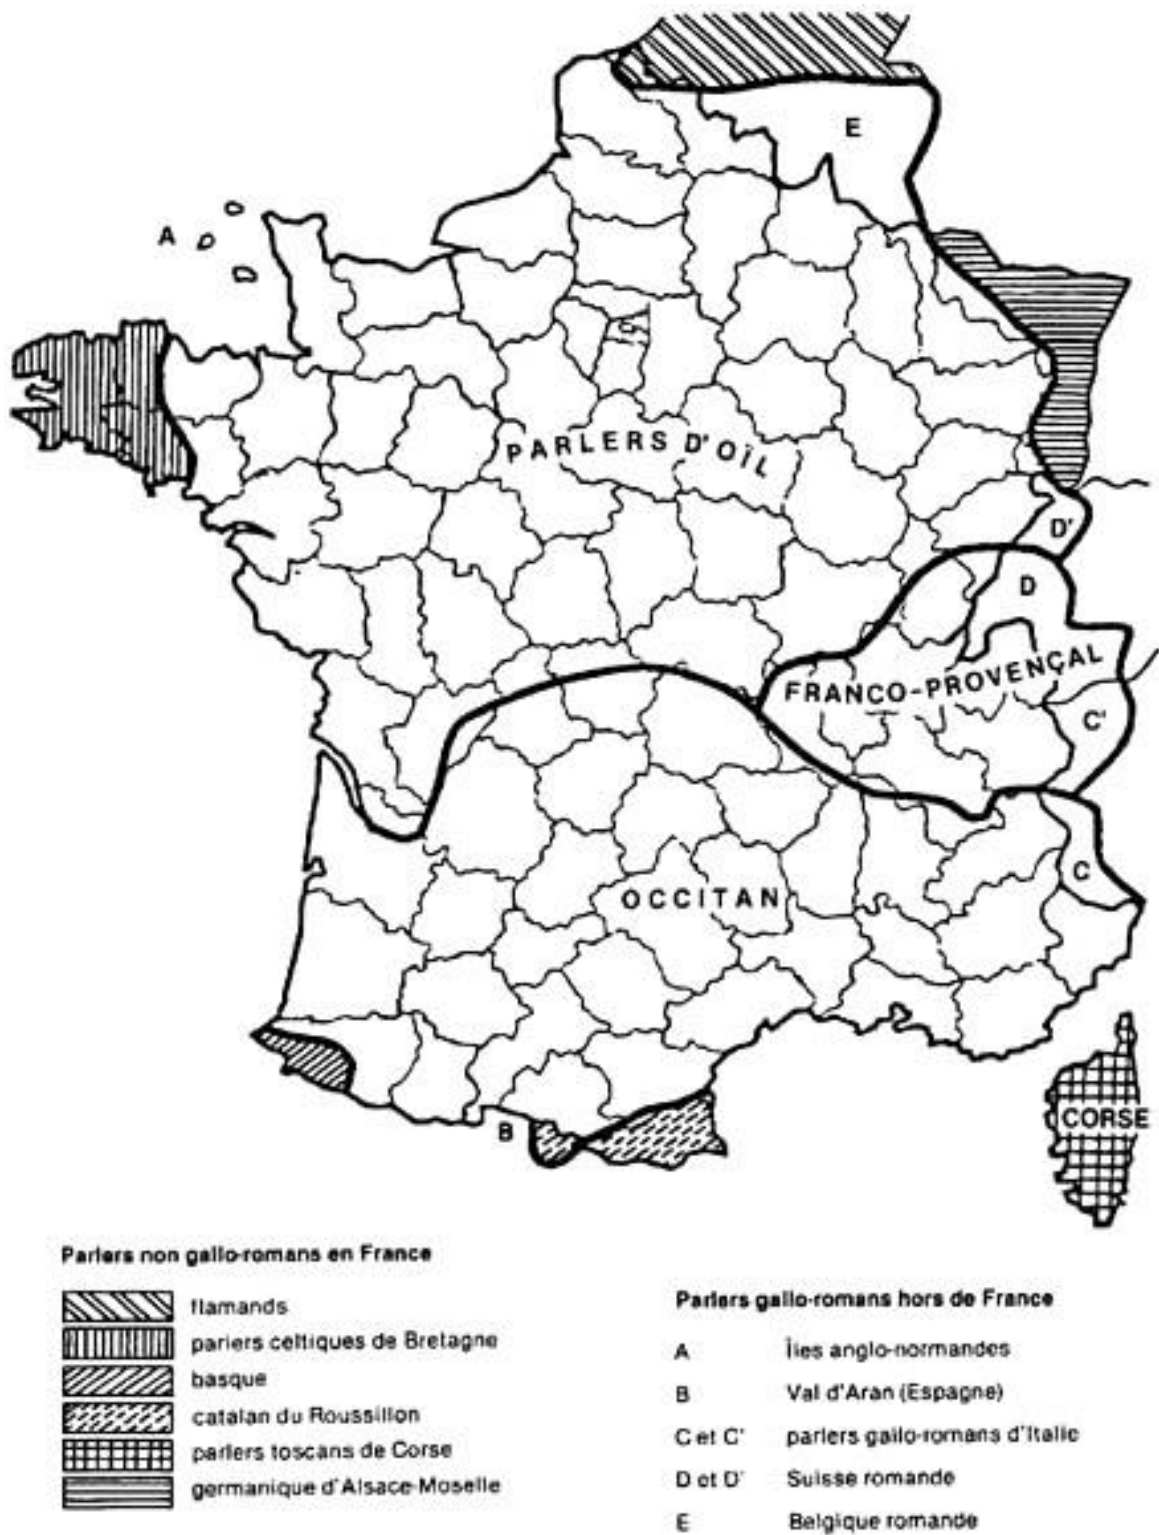 E
A
PARLERS D'OÏL
D'
D
FRANCO-PROVENÇAL
C'
C
OCCITAN
B
CORSE
Parlers non gallo-romans en France
flamands
parlers celtiques de Bretagne
basque
catalan du Roussillon
parlers toscans de Corse
germanique d'Alsace-Moselle
Parlers gallo-romans hors de France
A Îles anglo-normandes
B Val d'Aran (Espagne)
C et C' parlers gallo-romans d'Italie
D et D' Suisse romande
E Belgique romande